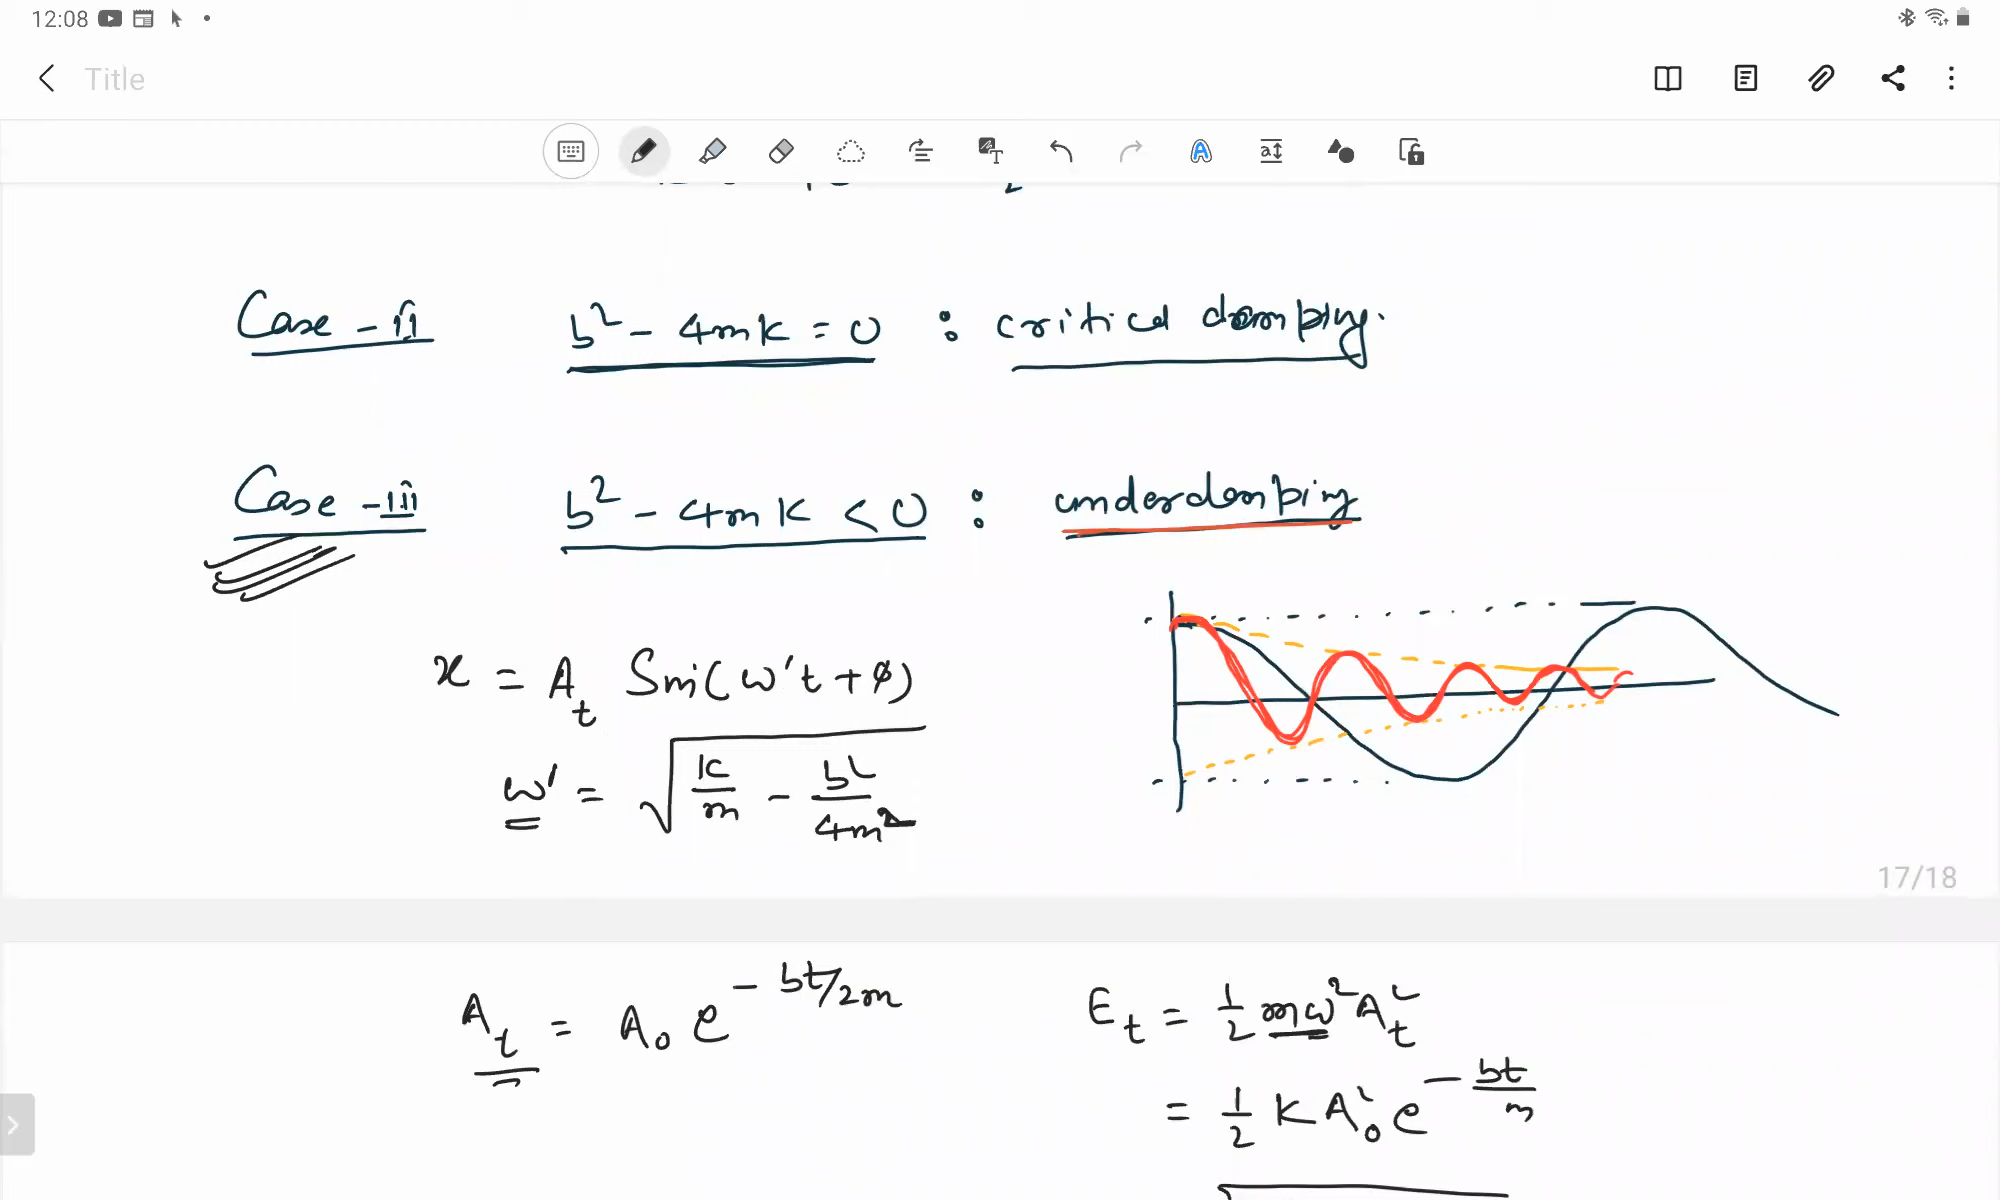 12:08
Title
Case - ii b² - 4mk = 0 : critical damping.
Case - iii b² - 4mk < 0 : underdamping
x = A_t Sin(ω't + φ)
ω' = √(k/m - b²/4m²)
17/18
A_t = A₀ e^(-bt/2m)
E_t = 1/2 mω² A_t²
= 1/2 K A₀² e^(-bt/m)